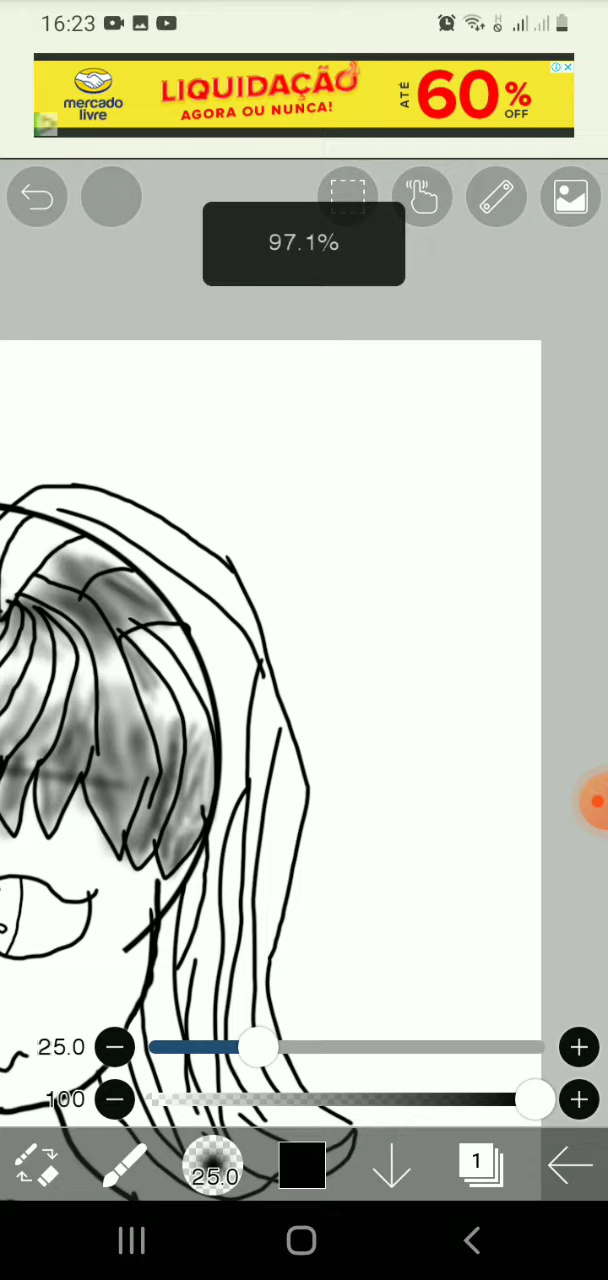 16:23
mercado
livre
LIQUIDAÇÃO
AGORA OU NUNCA!
ATÉ
60%
OFF
97.1%
25.0
100
25.0
1